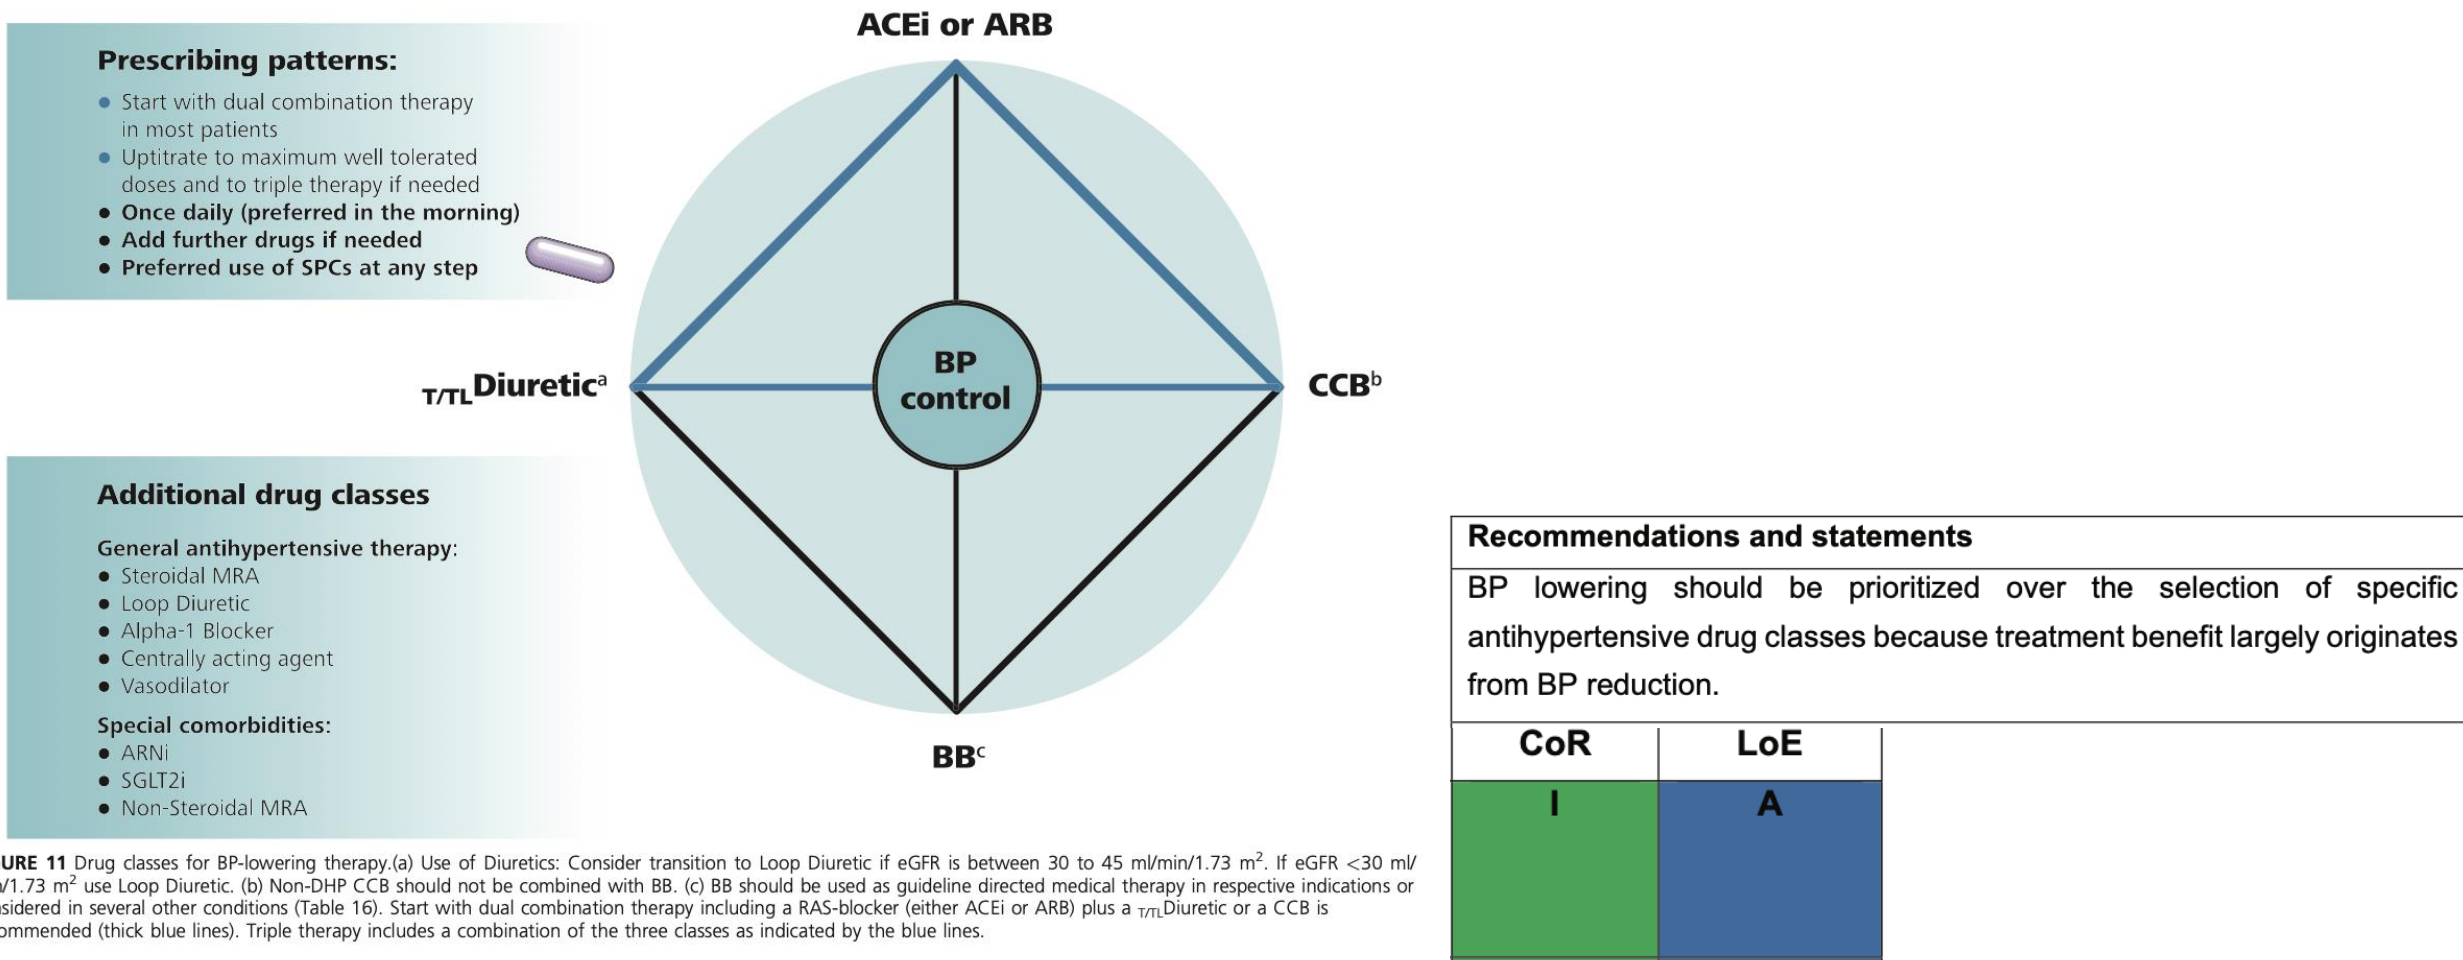 ACEi or ARB
Prescribing patterns:
● Start with dual combination therapy
in most patients
● Uptitrate to maximum well tolerated
doses and to triple therapy if needed
● Once daily (preferred in the morning)
● Add further drugs if needed
● Preferred use of SPCs at any step
T/TLDiuretic^a
BP
control
CCB^b
Additional drug classes
General antihypertensive therapy:
● Steroidal MRA
● Loop Diuretic
● Alpha-1 Blocker
● Centrally acting agent
● Vasodilator
Special comorbidities:
● ARNi
● SGLT2i
● Non-Steroidal MRA
BB^c
URE 11 Drug classes for BP-lowering therapy.(a) Use of Diuretics: Consider transition to Loop Diuretic if eGFR is between 30 to 45 ml/min/1.73 m². If eGFR <30 ml/
/1.73 m² use Loop Diuretic. (b) Non-DHP CCB should not be combined with BB. (c) BB should be used as guideline directed medical therapy in respective indications or
sidered in several other conditions (Table 16). Start with dual combination therapy including a RAS-blocker (either ACEi or ARB) plus a T/TLDiuretic or a CCB is
ommended (thick blue lines). Triple therapy includes a combination of the three classes as indicated by the blue lines.
Recommendations and statements
BP lowering should be prioritized over the selection of specific
antihypertensive drug classes because treatment benefit largely originates
from BP reduction.
CoR LoE
I A